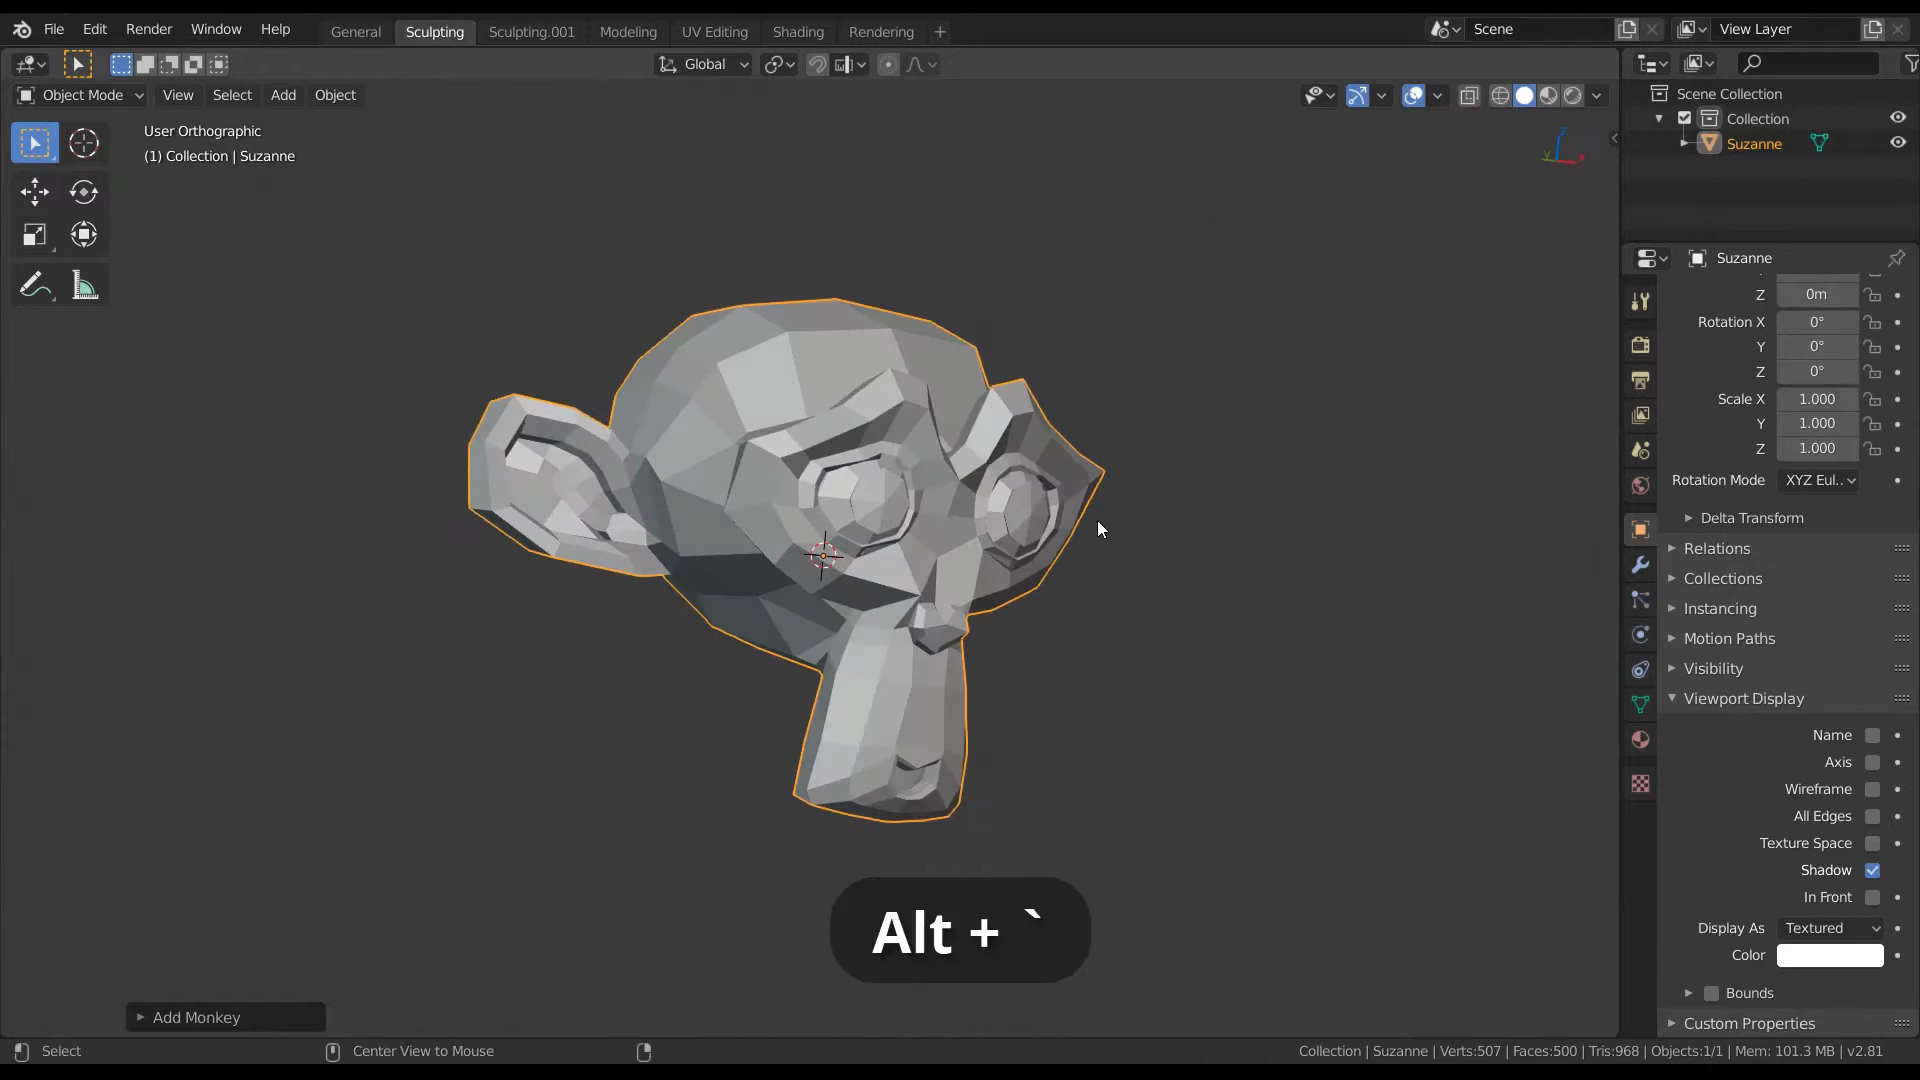 File Edit Render Window Help General Sculpting Sculpting.001 Modeling UV Editing Shading Rendering + Scene View Layer
Global
Object Mode View Select Add Object
User Orthographic
(1) Collection | Suzanne
Z
Y
X
Scene Collection
Collection
Suzanne
Suzanne
Z 0m
Rotation X 0°
Y 0°
Z 0°
Scale X 1.000
Y 1.000
Z 1.000
Rotation Mode XYZ Eul..
Delta Transform
Relations
Collections
Instancing
Motion Paths
Visibility
Viewport Display
Name
Axis
Wireframe
All Edges
Texture Space
Shadow
In Front
Display As Textured
Color
Bounds
Custom Properties
Alt + `
Add Monkey
Select Center View to Mouse Collection | Suzanne | Verts:507 | Faces:500 | Tris:968 | Objects:1/1 | Mem: 101.3 MB | v2.81